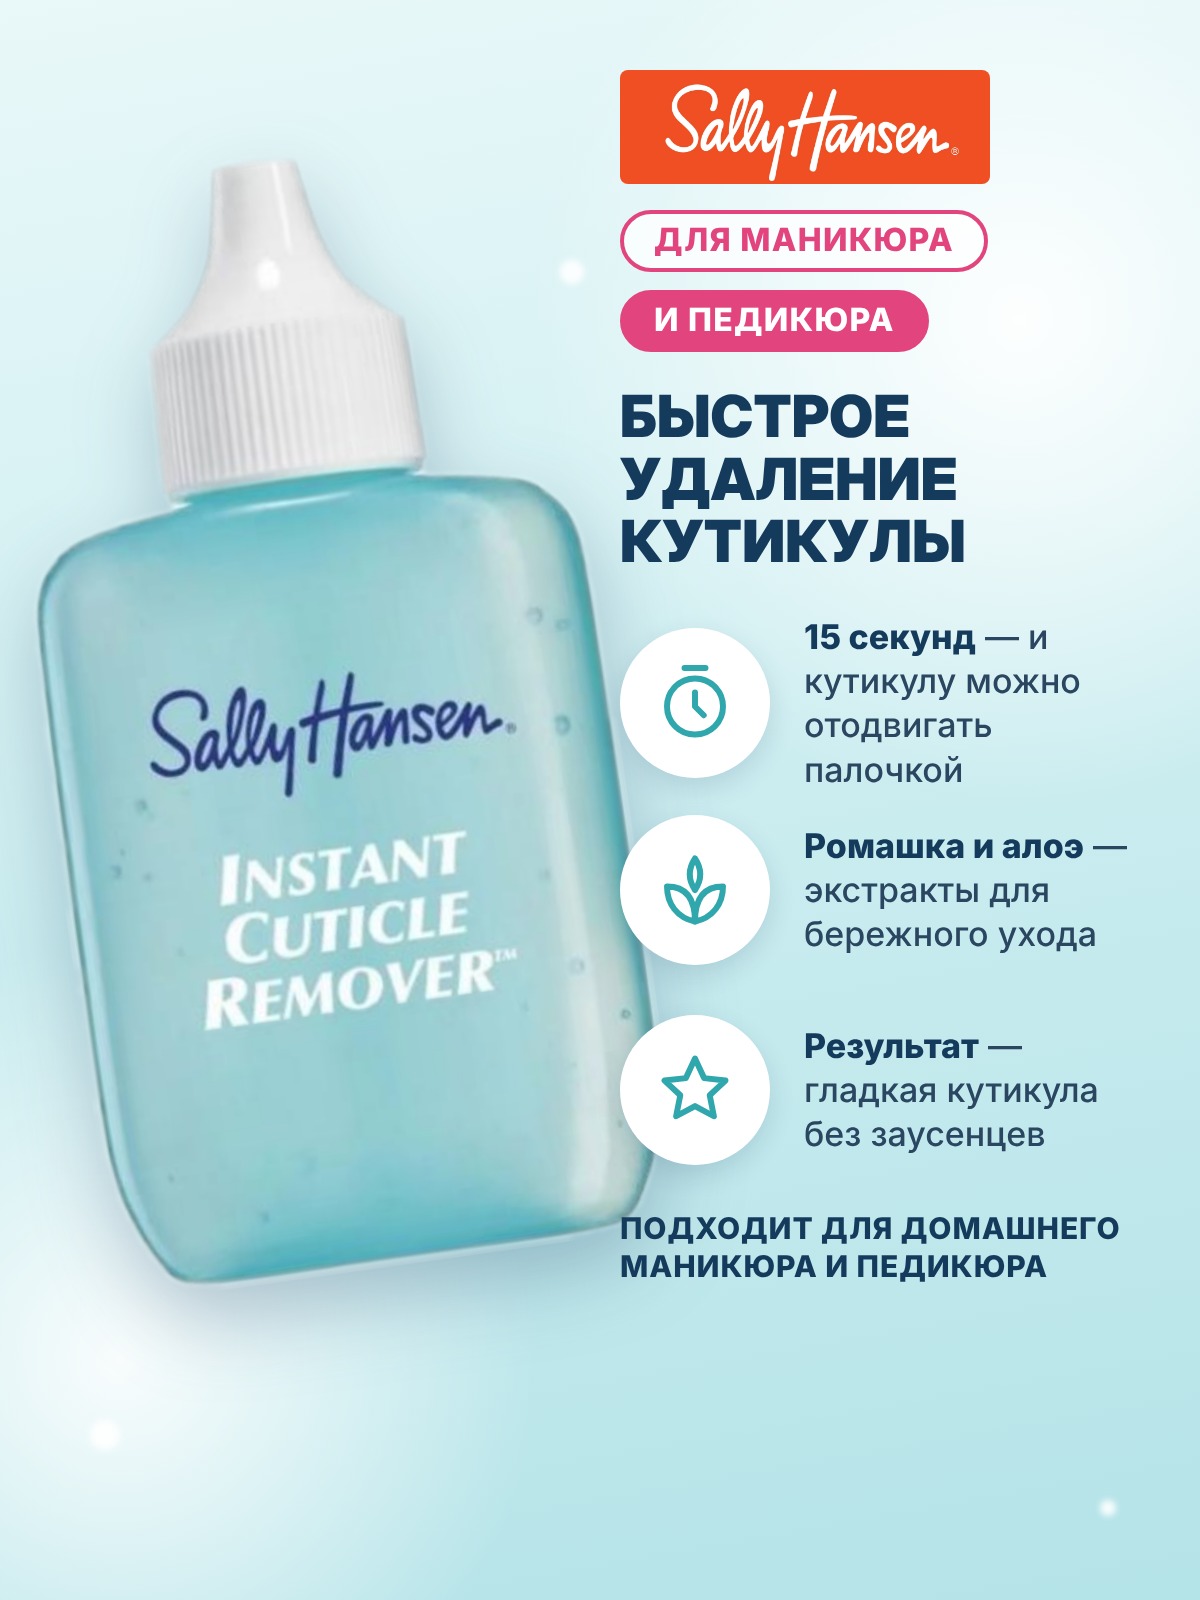 Sally Hansen®
ДЛЯ МАНИКЮРА
И ПЕДИКЮРА
БЫСТРОЕ
УДАЛЕНИЕ
КУТИКУЛЫ
15 секунд — и
кутикулу можно
отодвигать
палочкой
Ромашка и алоэ —
экстракты для
бережного ухода
Результат —
гладкая кутикула
без заусенцев
ПОДХОДИТ ДЛЯ ДОМАШНЕГО
МАНИКЮРА И ПЕДИКЮРА
Sally Hansen®
INSTANT
CUTICLE
REMOVER™